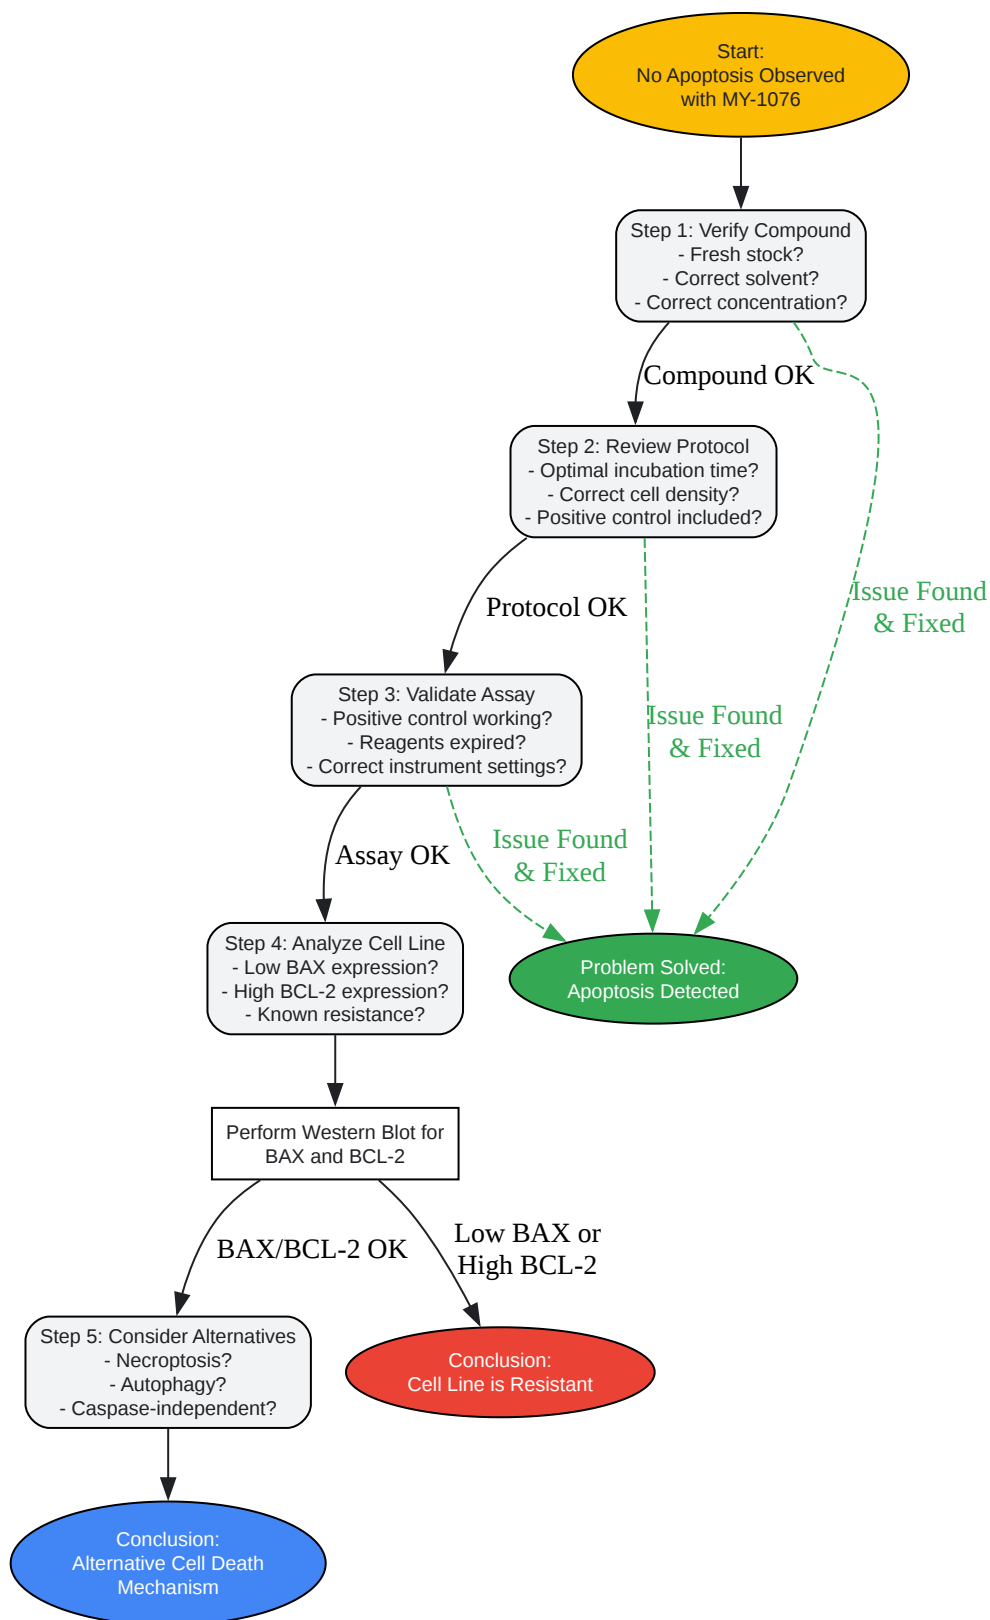 Start:
No Apoptosis Observed
with MY-1076
Step 1: Verify Compound
- Fresh stock?
- Correct solvent?
- Correct concentration?
Compound OK
Step 2: Review Protocol
- Optimal incubation time?
- Correct cell density?
- Positive control included?
Issue Found
& Fixed
Protocol OK
Step 3: Validate Assay
- Positive control working?
- Reagents expired?
- Correct instrument settings?
Issue Found
& Fixed
Assay OK
Issue Found
& Fixed
Step 4: Analyze Cell Line
- Low BAX expression?
- High BCL-2 expression?
- Known resistance?
Problem Solved:
Apoptosis Detected
Perform Western Blot for
BAX and BCL-2
BAX/BCL-2 OK
Low BAX or
High BCL-2
Step 5: Consider Alternatives
- Necroptosis?
- Autophagy?
- Caspase-independent?
Conclusion:
Cell Line is Resistant
Conclusion:
Alternative Cell Death
Mechanism